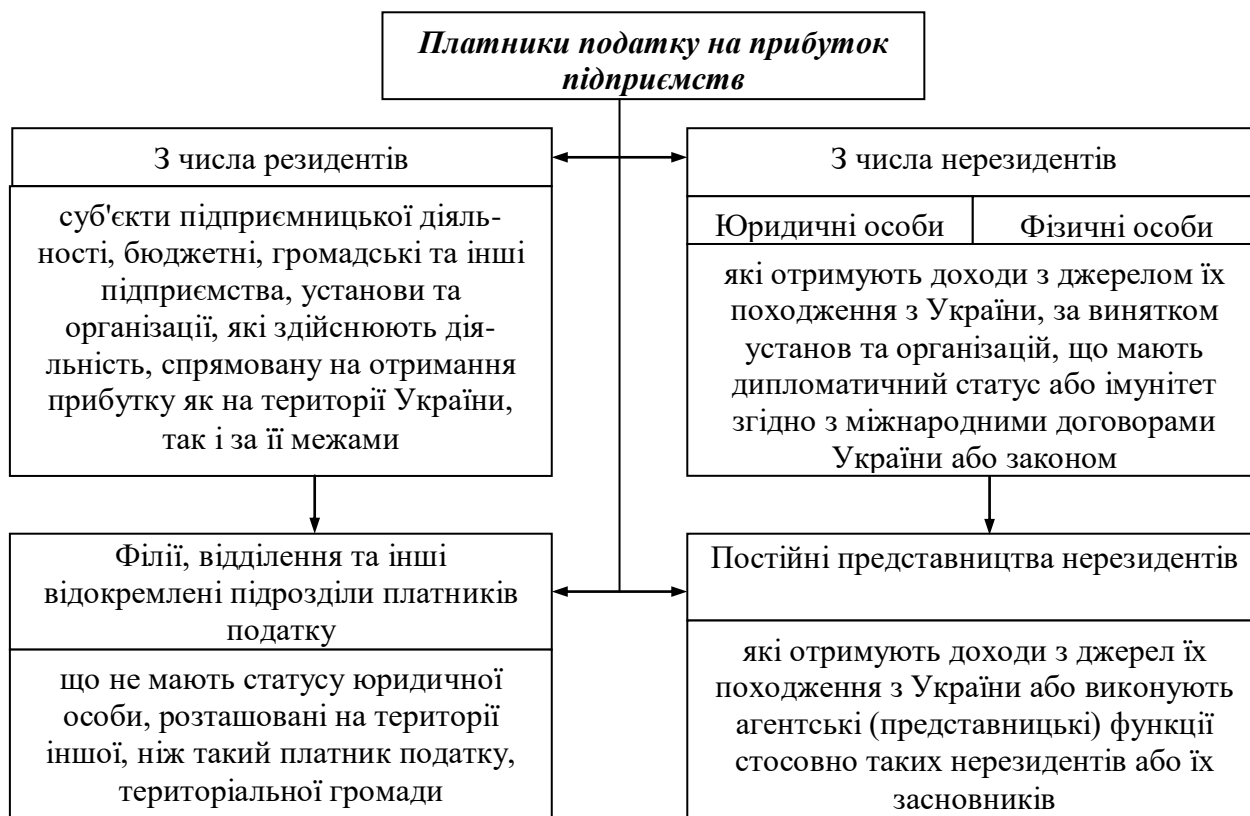 Платники податку на прибуток
підприємств
З числа резидентів
суб'єкти підприємницької діяль-
ності, бюджетні, громадські та інші
підприємства, установи та
організації, які здійснюють дія-
льність, спрямовану на отримання
прибутку як на території України,
так і за її межами
З числа нерезидентів
Юридичні особи
Фізичні особи
які отримують доходи з джерелом їх
походження з України, за винятком
установ та організацій, що мають
дипломатичний статус або імунітет
згідно з міжнародними договорами
України або законом
Філії, відділення та інші
відокремлені підрозділи платників
податку
що не мають статусу юридичної
особи, розташовані на території
іншої, ніж такий платник податку,
територіальної громади
Постійні представництва нерезидентів
які отримують доходи з джерел їх
походження з України або виконують
агентські (представницькі) функції
стосовно таких нерезидентів або їх
засновників